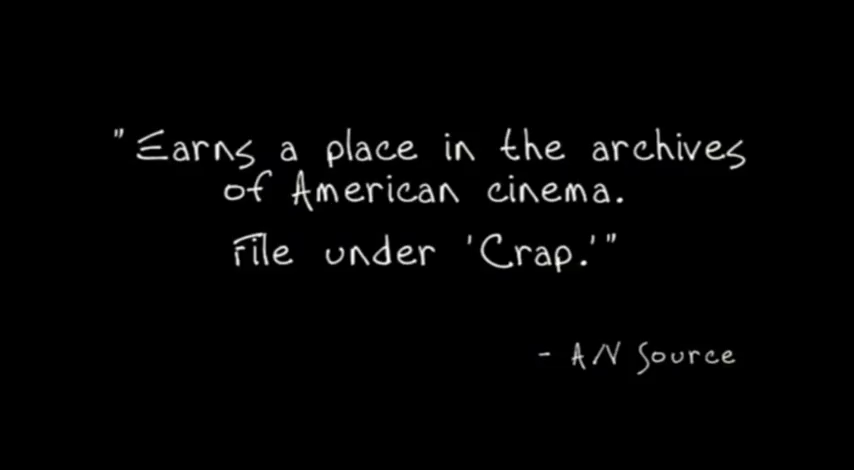 "Earns a place in the archives
of American cinema.
File under 'Crap.'"
- AN Source